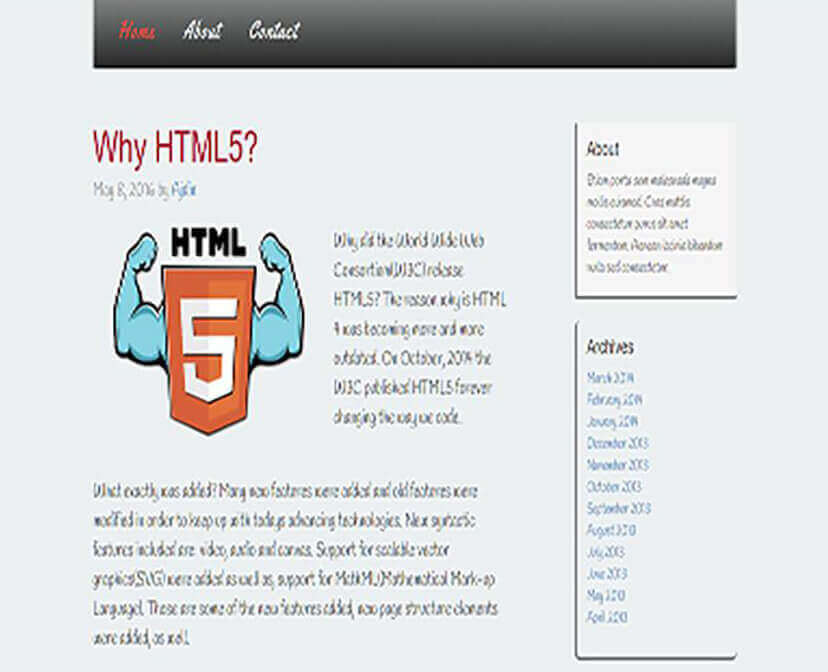 Home About Contact
Why HTML5?
May 8, 2016 by
HTML
5
Why did the World Wide Web
Consortium(W3C) release
HTML5? The reason why is HTML
4 was becoming more and more
outdated. On October, 2014 the
W3C published HTML5 forever
changing the way we code.
What exactly was added? Many new features were added and old features were
modified in order to keep up with todays advancing technologies. New syntactic
features included are: video, audio and canvas. Support for scalable vector
graphics(SVG) were added as well as, support for MathML(Mathematical Mark-up
Language). These are some of the new features added, new page structure elements
were added, as well.
About
Etiam porta sem malesuada magna
mollis euismod. Cras mattis
consectetur purus sit amet
fermentum. Aenean lacinia bibendum
nulla sed consectetur.
Archives
March 2014
February 2014
January 2014
December 2013
November 2013
October 2013
September 2013
August 2013
July 2013
June 2013
May 2013
April 2013